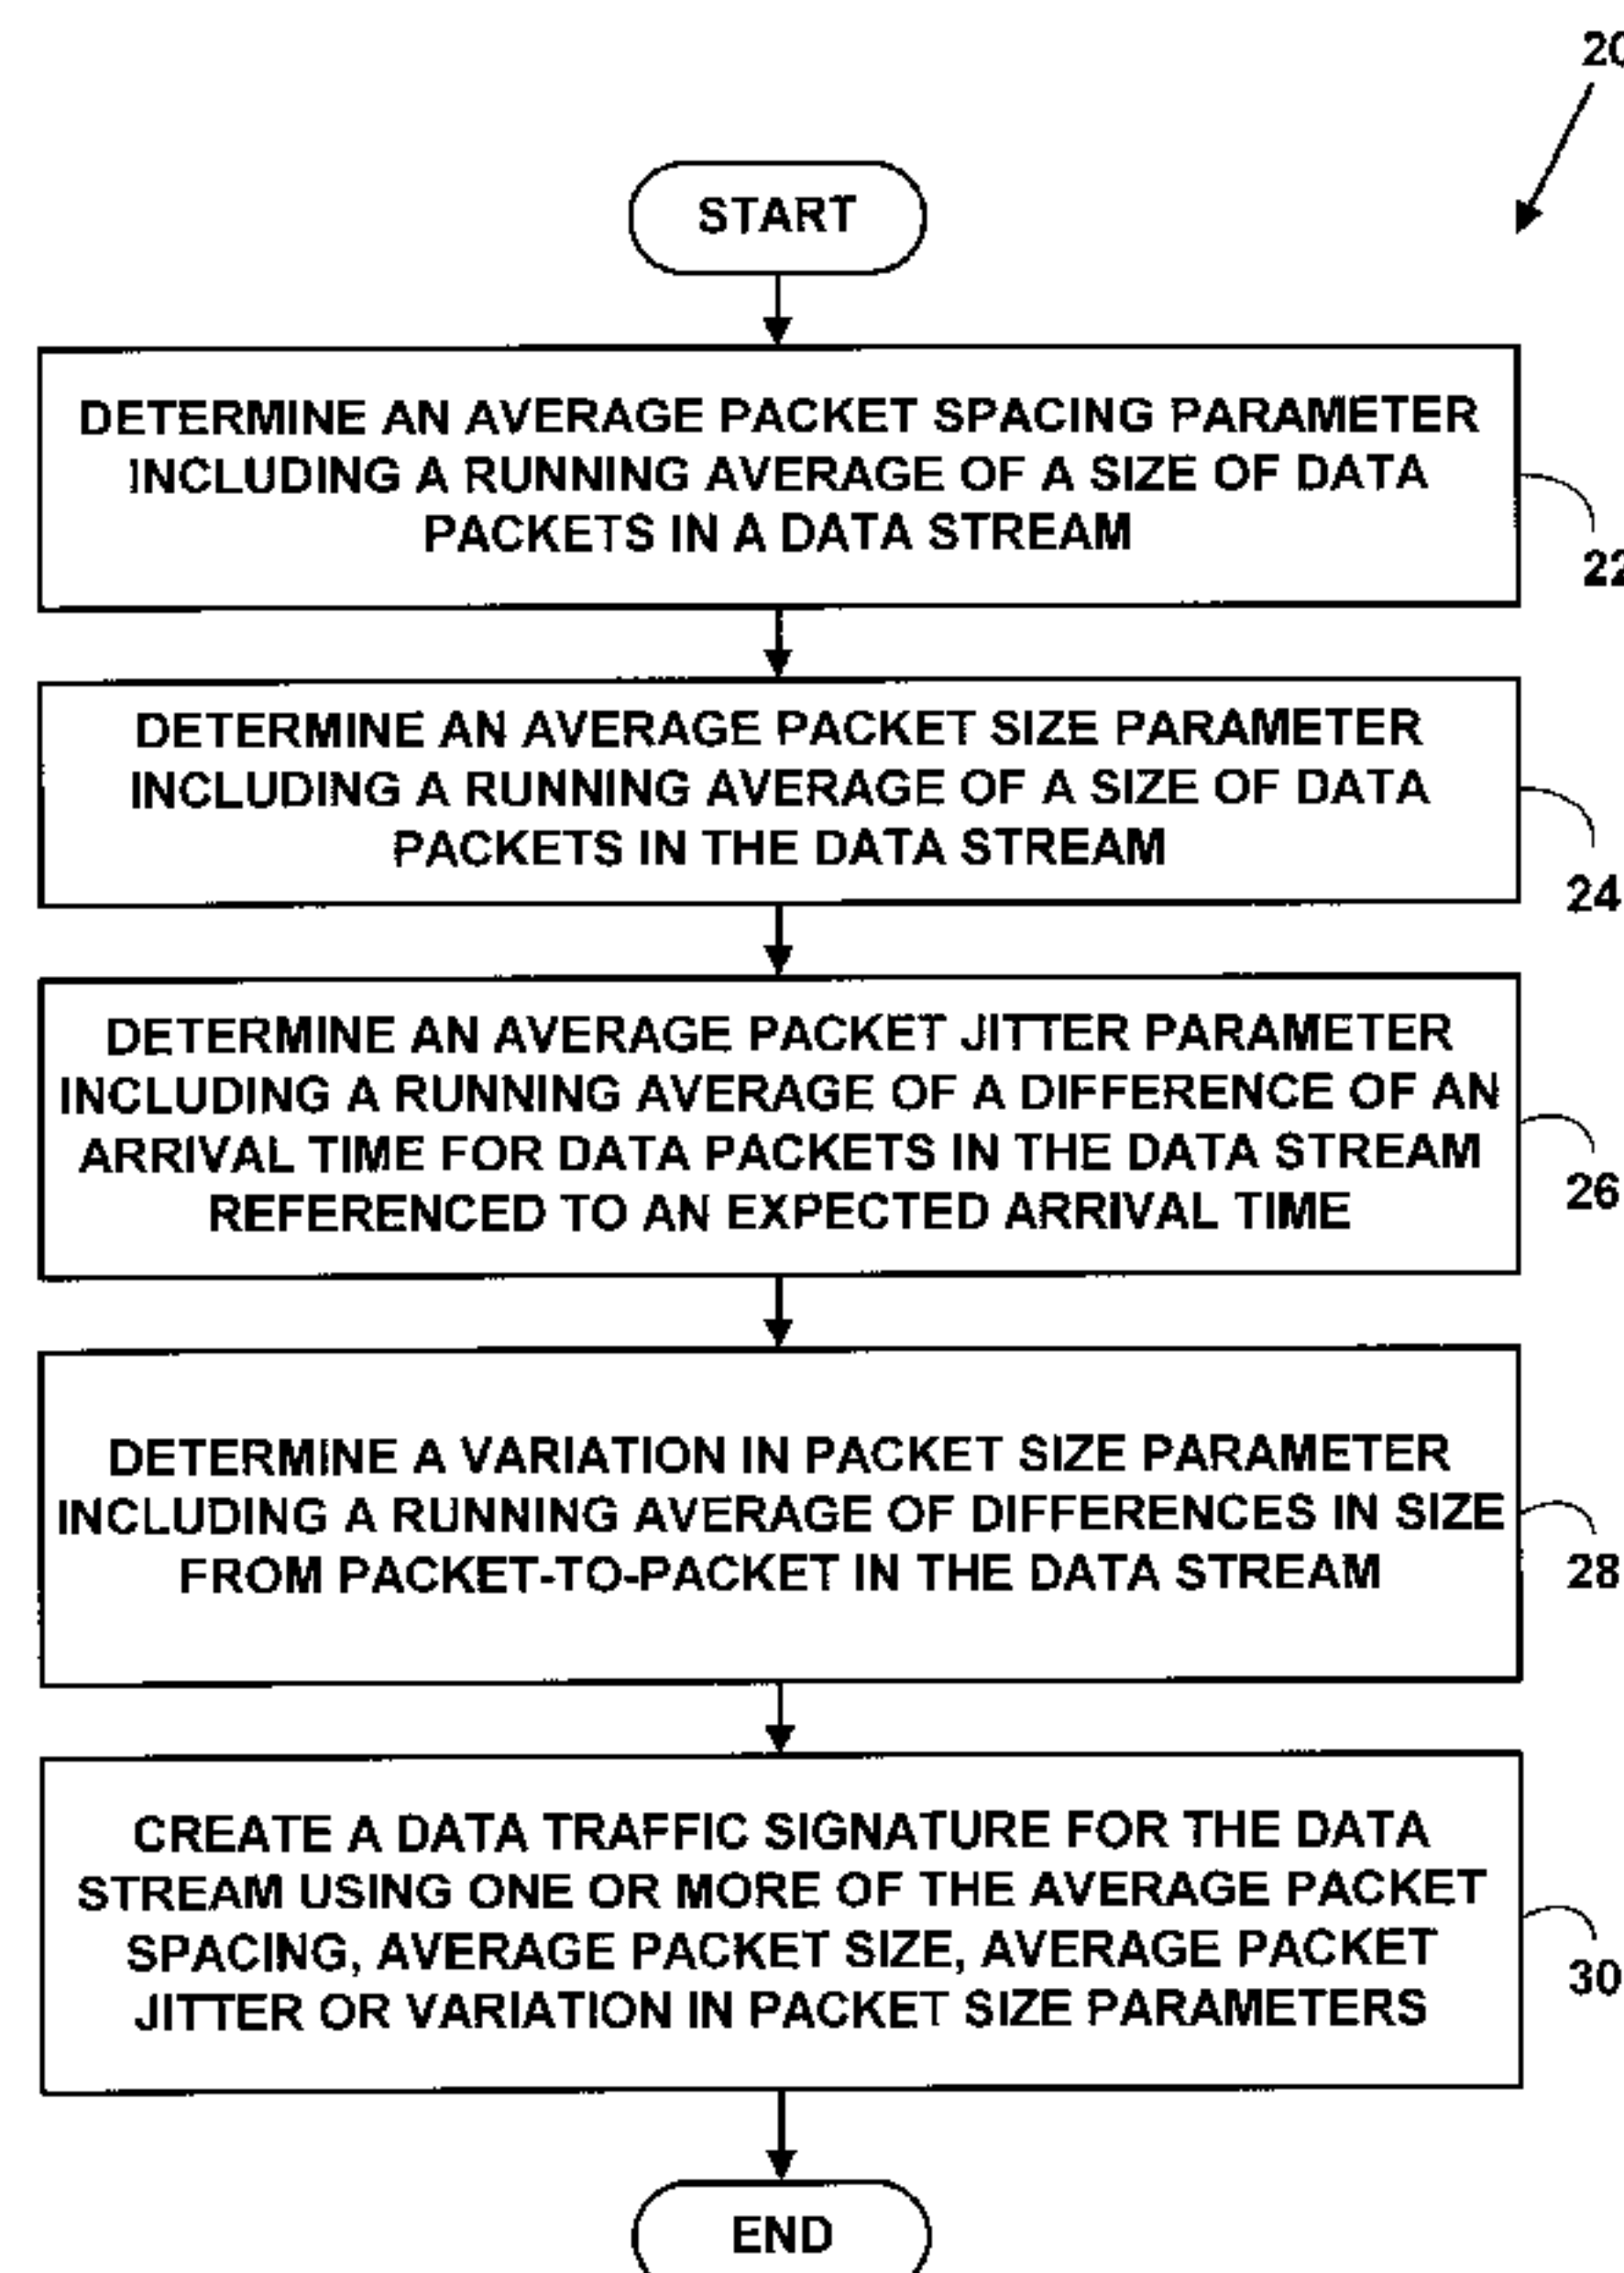 20
START
DETERMINE AN AVERAGE PACKET SPACING PARAMETER
INCLUDING A RUNNING AVERAGE OF A SIZE OF DATA
PACKETS IN A DATA STREAM
22
DETERMINE AN AVERAGE PACKET SIZE PARAMETER
INCLUDING A RUNNING AVERAGE OF A SIZE OF DATA
PACKETS IN THE DATA STREAM
24
DETERMINE AN AVERAGE PACKET JITTER PARAMETER
INCLUDING A RUNNING AVERAGE OF A DIFFERENCE OF AN
ARRIVAL TIME FOR DATA PACKETS IN THE DATA STREAM
REFERENCED TO AN EXPECTED ARRIVAL TIME
26
DETERMINE A VARIATION IN PACKET SIZE PARAMETER
INCLUDING A RUNNING AVERAGE OF DIFFERENCES IN SIZE
FROM PACKET-TO-PACKET IN THE DATA STREAM
28
CREATE A DATA TRAFFIC SIGNATURE FOR THE DATA
STREAM USING ONE OR MORE OF THE AVERAGE PACKET
SPACING, AVERAGE PACKET SIZE, AVERAGE PACKET
JITTER OR VARIATION IN PACKET SIZE PARAMETERS
30
END